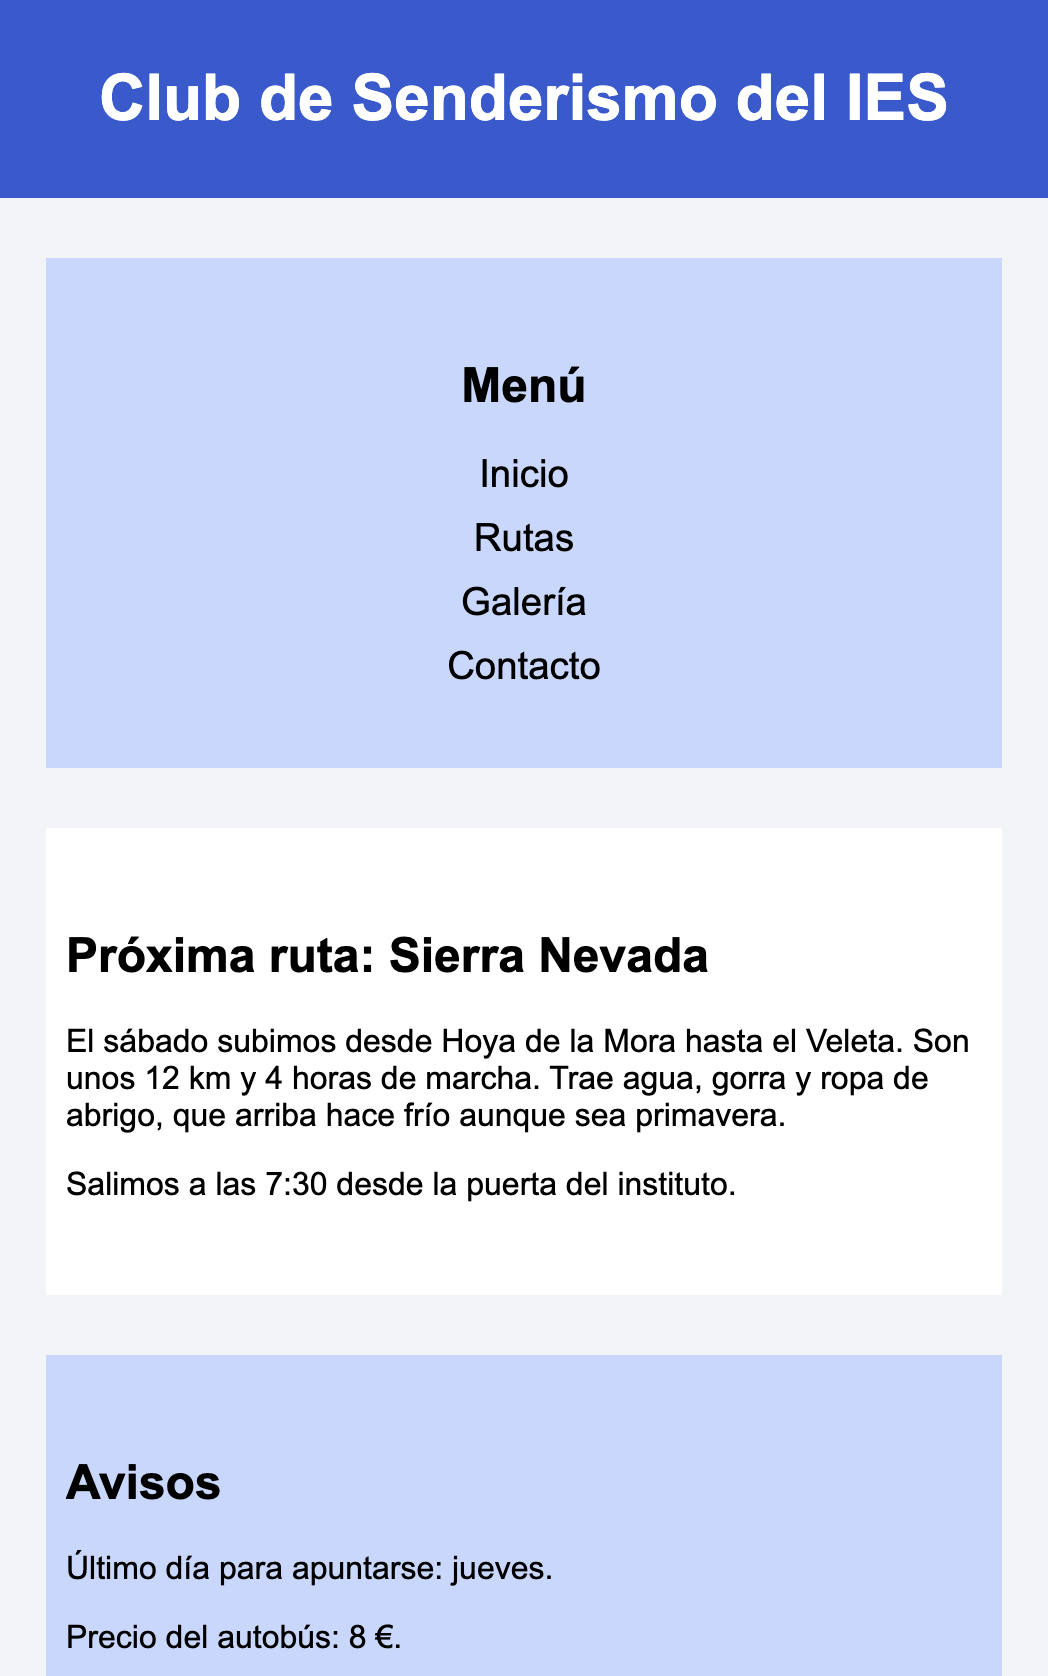 Club de Senderismo del IES
Menú
Inicio
Rutas
Galería
Contacto
Próxima ruta: Sierra Nevada
El sábado subimos desde Hoya de la Mora hasta el Veleta. Son
unos 12 km y 4 horas de marcha. Trae agua, gorra y ropa de
abrigo, que arriba hace frío aunque sea primavera.
Salimos a las 7:30 desde la puerta del instituto.
Avisos
Último día para apuntarse: jueves.
Precio del autobús: 8 €.